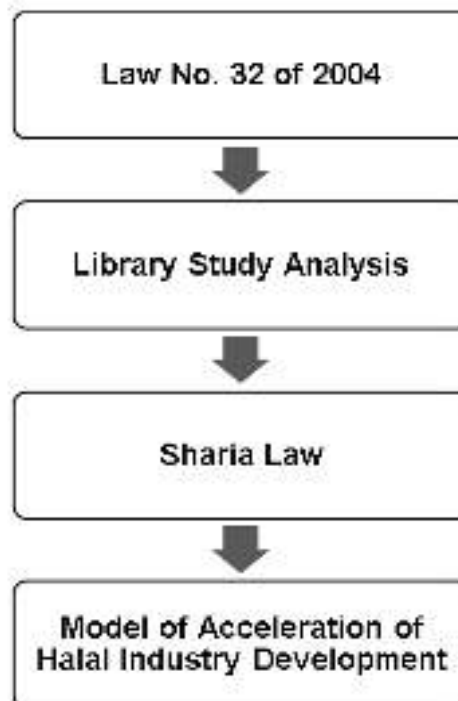 Law No. 32 of 2004
Library Study Analysis
Sharia Law
Model of Acceleration of
Halal Industry Development